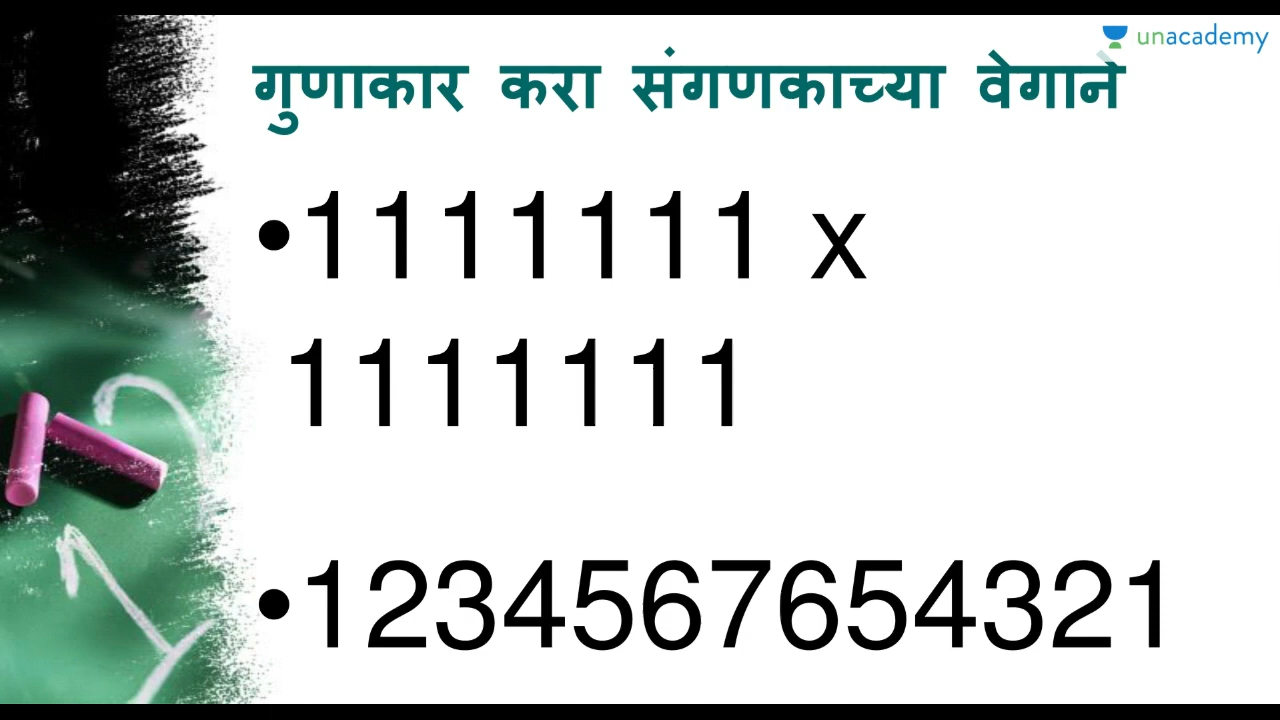 unacademy
गुणाकार करा संगणकाच्या वेगाने
•1111111 x
1111111
•1234567654321